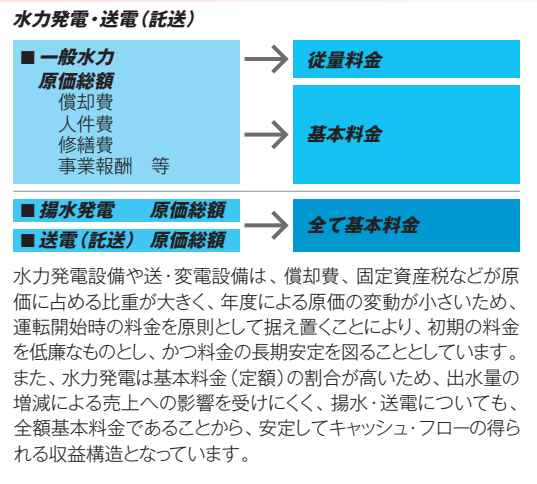 水力発電・送電（託送）
■一般水力
原価総額
償却費
人件費
修繕費
事業報酬　等
従量料金
基本料金
■揚水発電　原価総額
■送電（託送）　原価総額
全て基本料金
水力発電設備や送・変電設備は、償却費、固定資産税などが原
価に占める比重が大きく、年度による原価の変動が小さいため、
運転開始時の料金を原則として据え置くことにより、初期の料金
を低廉なものとし、かつ料金の長期安定を図ることとしています。
また、水力発電は基本料金（定額）の割合が高いため、出水量の
増減による売上への影響を受けにくく、揚水・送電についても、
全額基本料金であることから、安定してキャッシュ・フローの得ら
れる収益構造となっています。